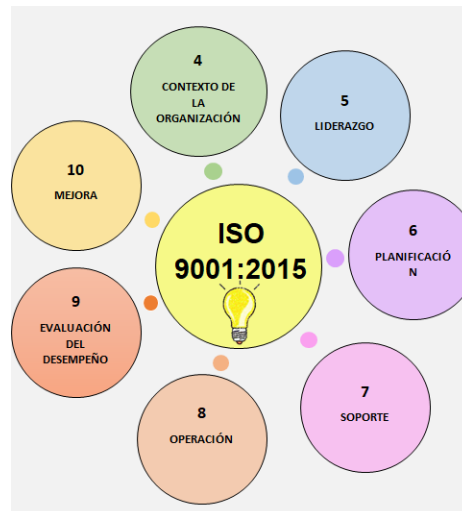 4
CONTEXTO DE
LA
ORGANIZACIÓN
5
LIDERAZGO
10
MEJORA
ISO
9001:2015
6
PLANIFICACIÓ
N
9
EVALUACIÓN
DEL
DESEMPEÑO
7
SOPORTE
8
OPERACIÓN